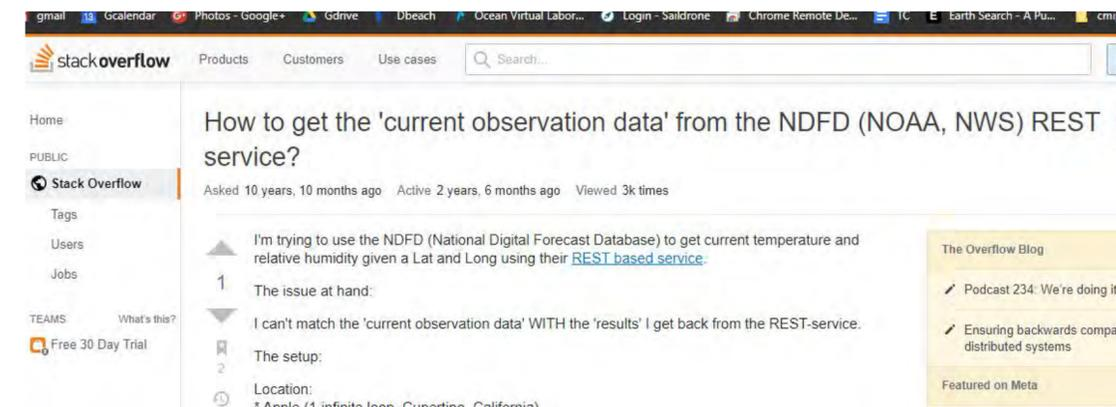 gmail 13 Gcalendar G+ Photos - Google+ Gdrive Dbeach Ocean Virtual Labor... Login - Saildrone Chrome Remote De... TC E Earth Search - A Pu...
stackoverflow Products Customers Use cases Search...
Home
PUBLIC
Stack Overflow
Tags
Users
Jobs
TEAMS What's this?
Free 30 Day Trial
How to get the 'current observation data' from the NDFD (NOAA, NWS) REST
service?
Asked 10 years, 10 months ago Active 2 years, 6 months ago Viewed 3k times
1
2
I'm trying to use the NDFD (National Digital Forecast Database) to get current temperature and
relative humidity given a Lat and Long using their REST based service.
The issue at hand:
I can't match the 'current observation data' WITH the 'results' I get back from the REST-service.
The setup:
Location:
* Apple (1 infinite loop, Cupertino, California)
The Overflow Blog
Podcast 234: We're doing it
Ensuring backwards compa
distributed systems
Featured on Meta